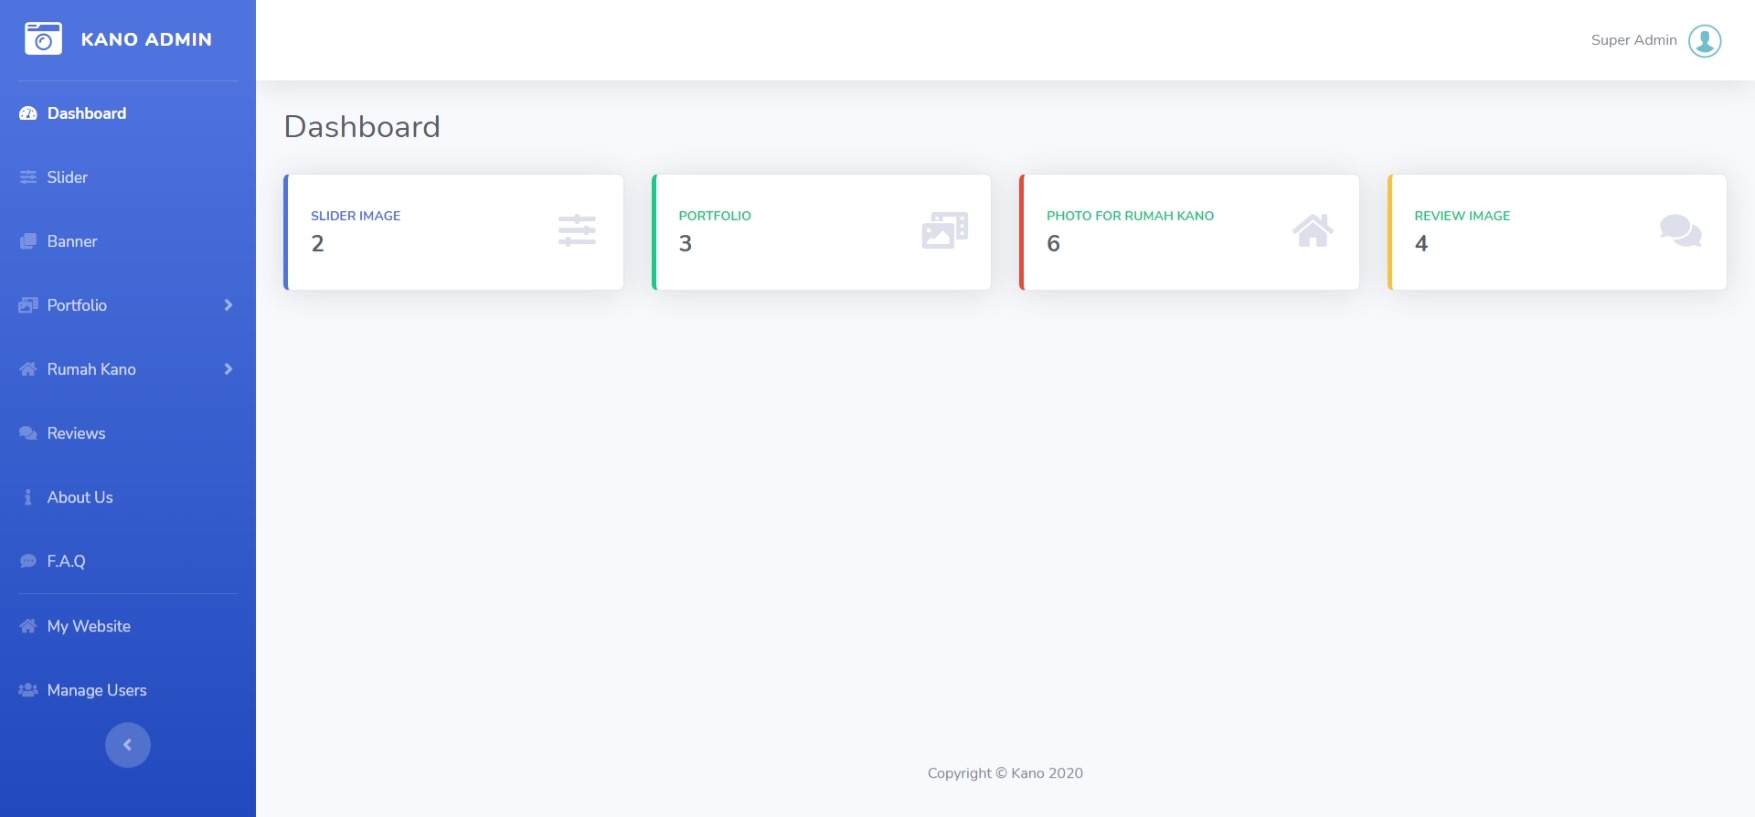 KANO ADMIN
Super Admin
Dashboard
Slider
Banner
Portfolio
Rumah Kano
Reviews
About Us
F.A.Q
My Website
Manage Users
Dashboard
SLIDER IMAGE
2
PORTFOLIO
3
PHOTO FOR RUMAH KANO
6
REVIEW IMAGE
4
Copyright © Kano 2020